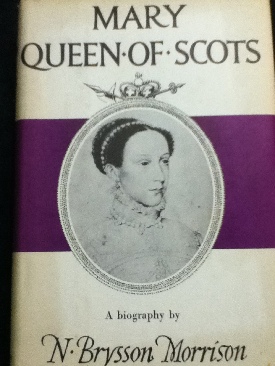 MARY
QUEEN·OF·SCOTS
A biography by
N·Brysson Morrison